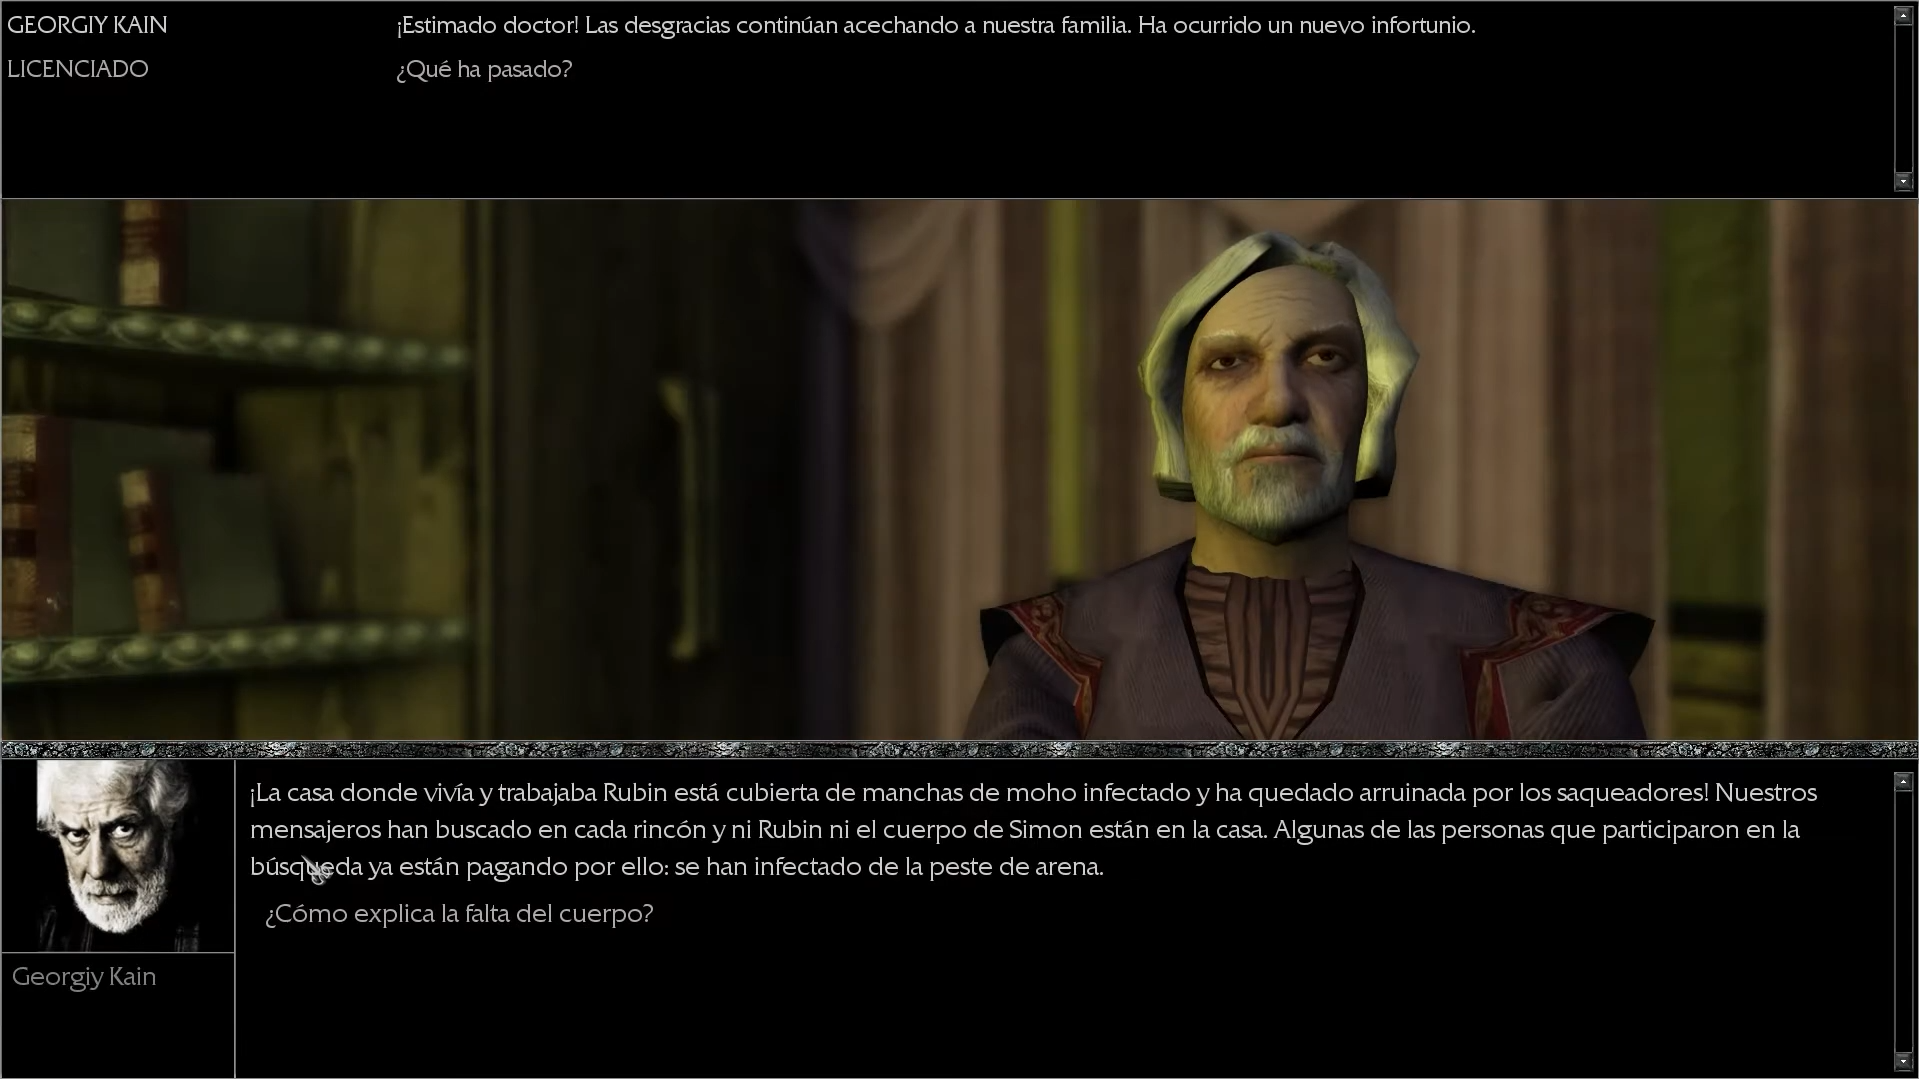 GEORGIY KAIN
¡Estimado doctor! Las desgracias continúan acechando a nuestra familia. Ha ocurrido un nuevo infortunio.
LICENCIADO
¿Qué ha pasado?
¡La casa donde vivía y trabajaba Rubin está cubierta de manchas de moho infectado y ha quedado arruinada por los saqueadores! Nuestros
mensajeros han buscado en cada rincón y ni Rubin ni el cuerpo de Simon están en la casa. Algunas de las personas que participaron en la
búsqueda ya están pagando por ello: se han infectado de la peste de arena.
¿Cómo explica la falta del cuerpo?
Georgiy Kain